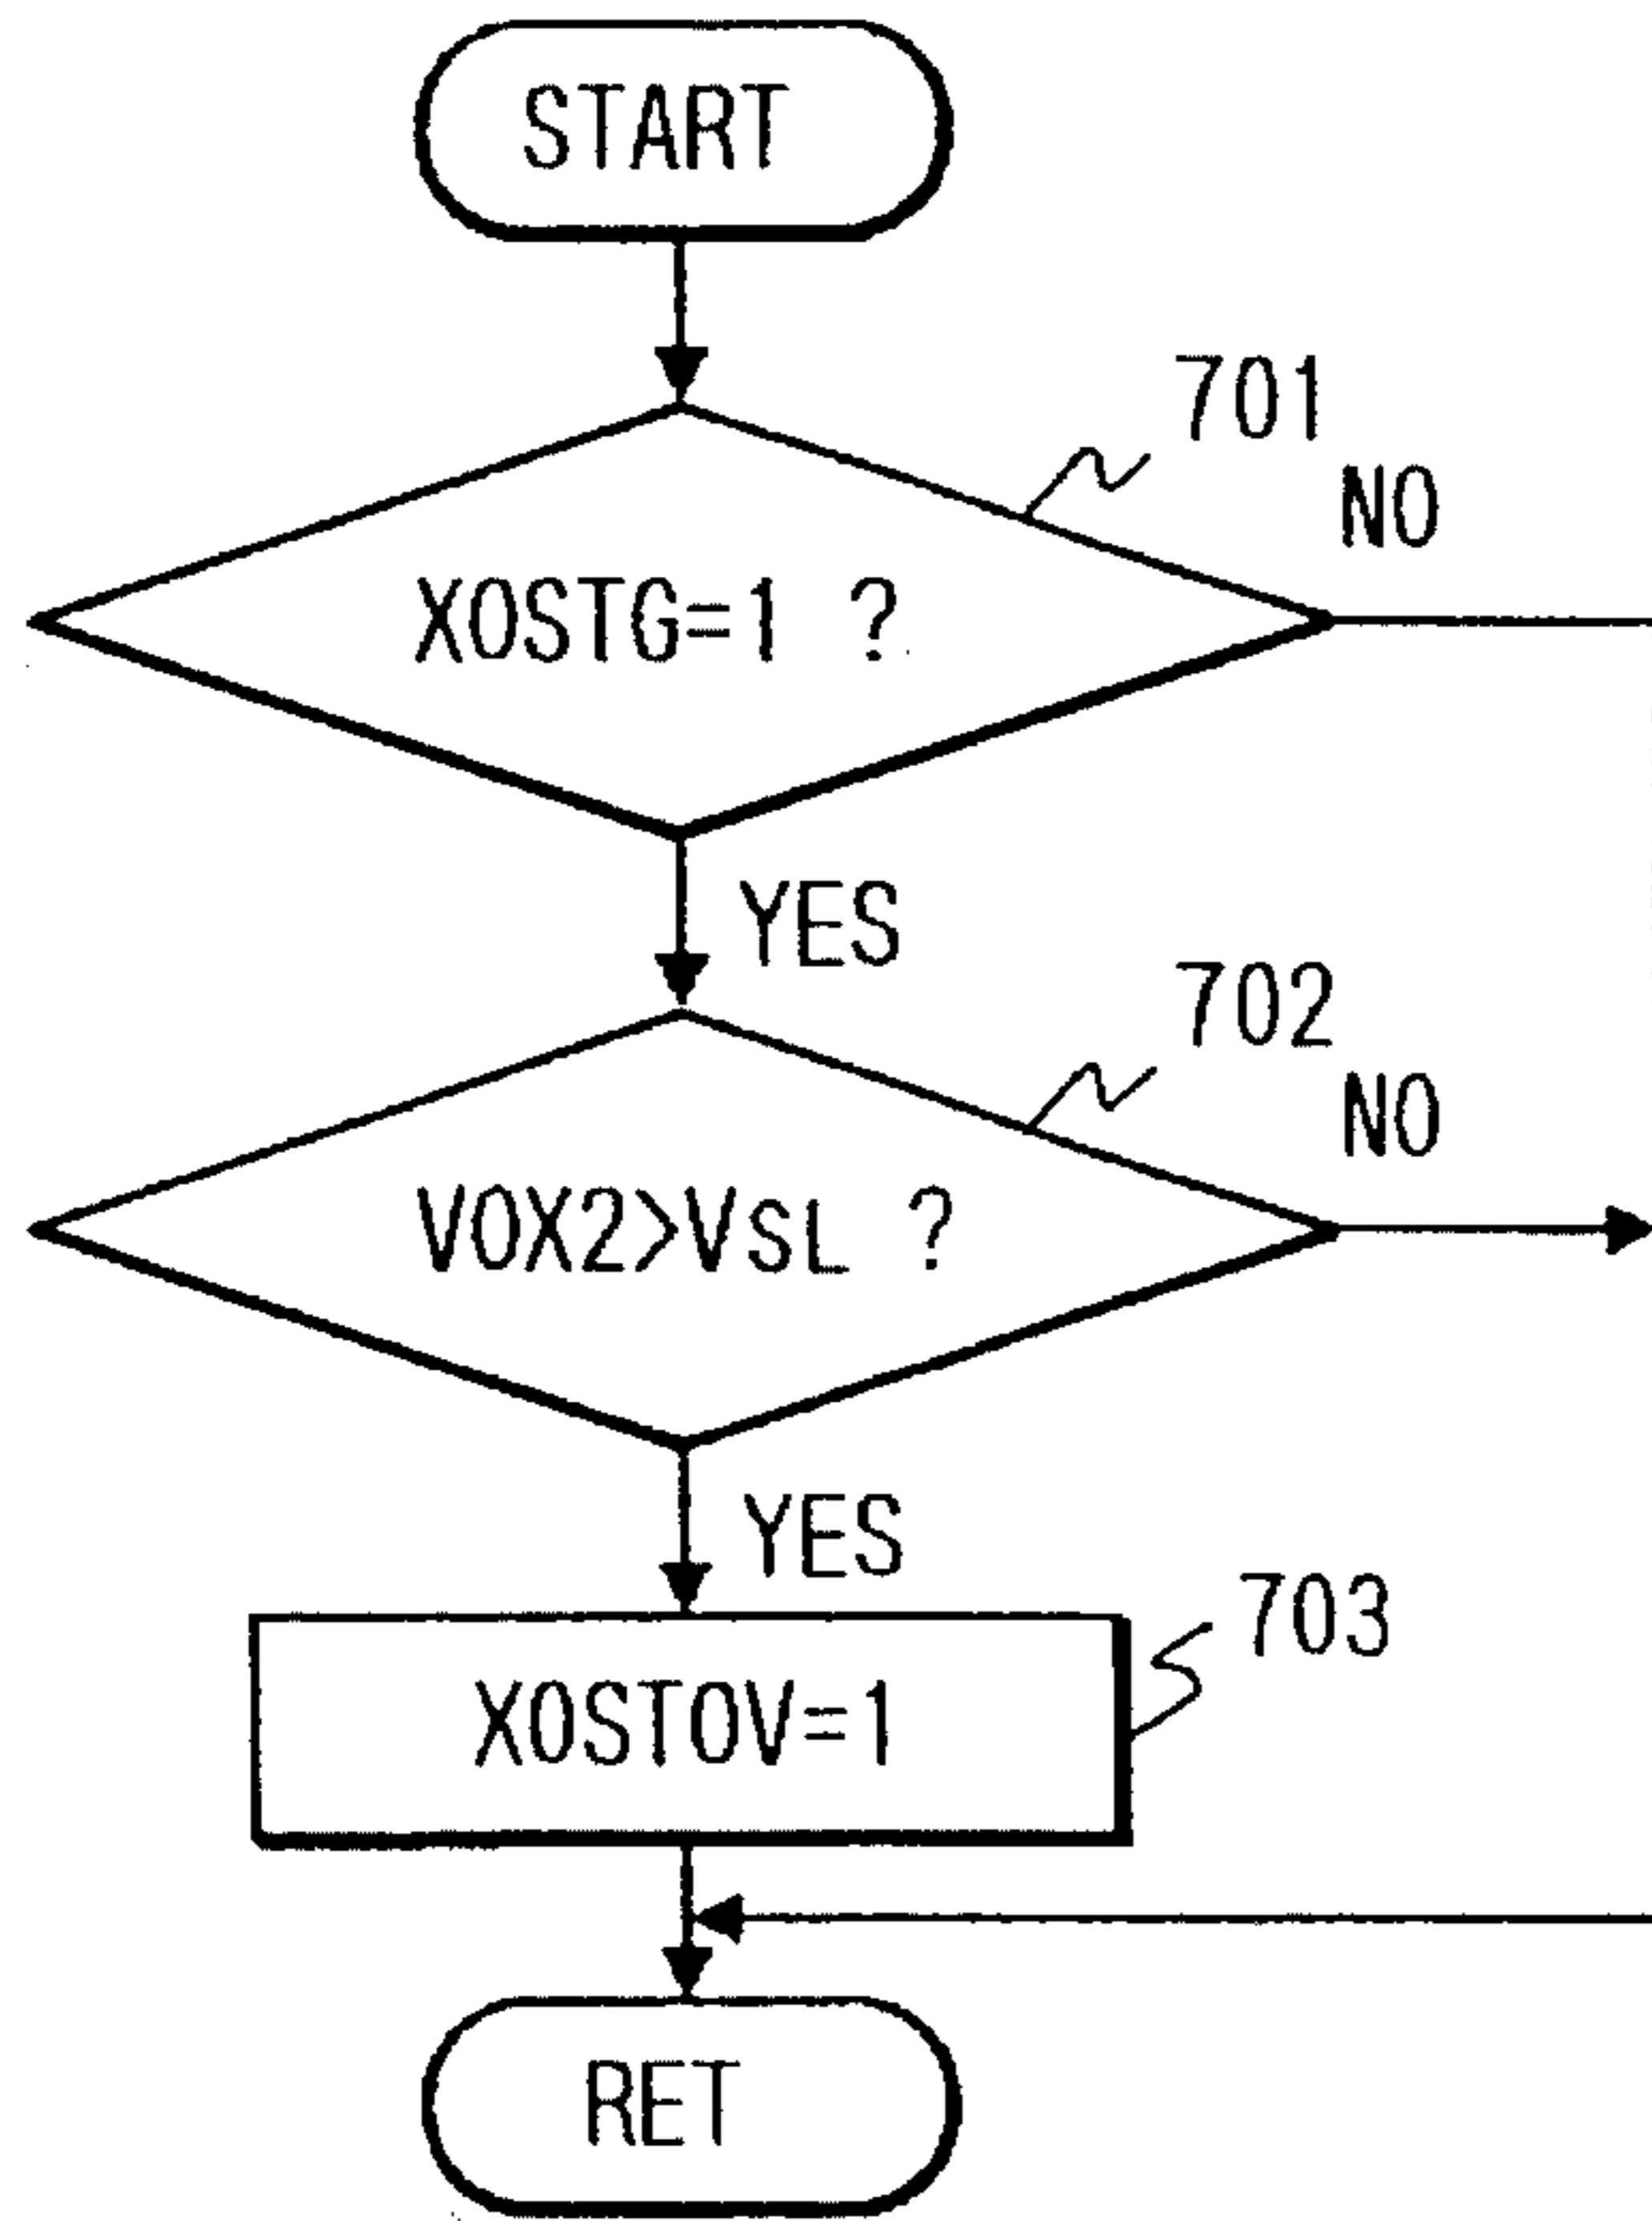 START
701
NO
XOSTG=1 ?
YES
702
NO
VOX2>VSL ?
YES
703
XOSTOV=1
RET